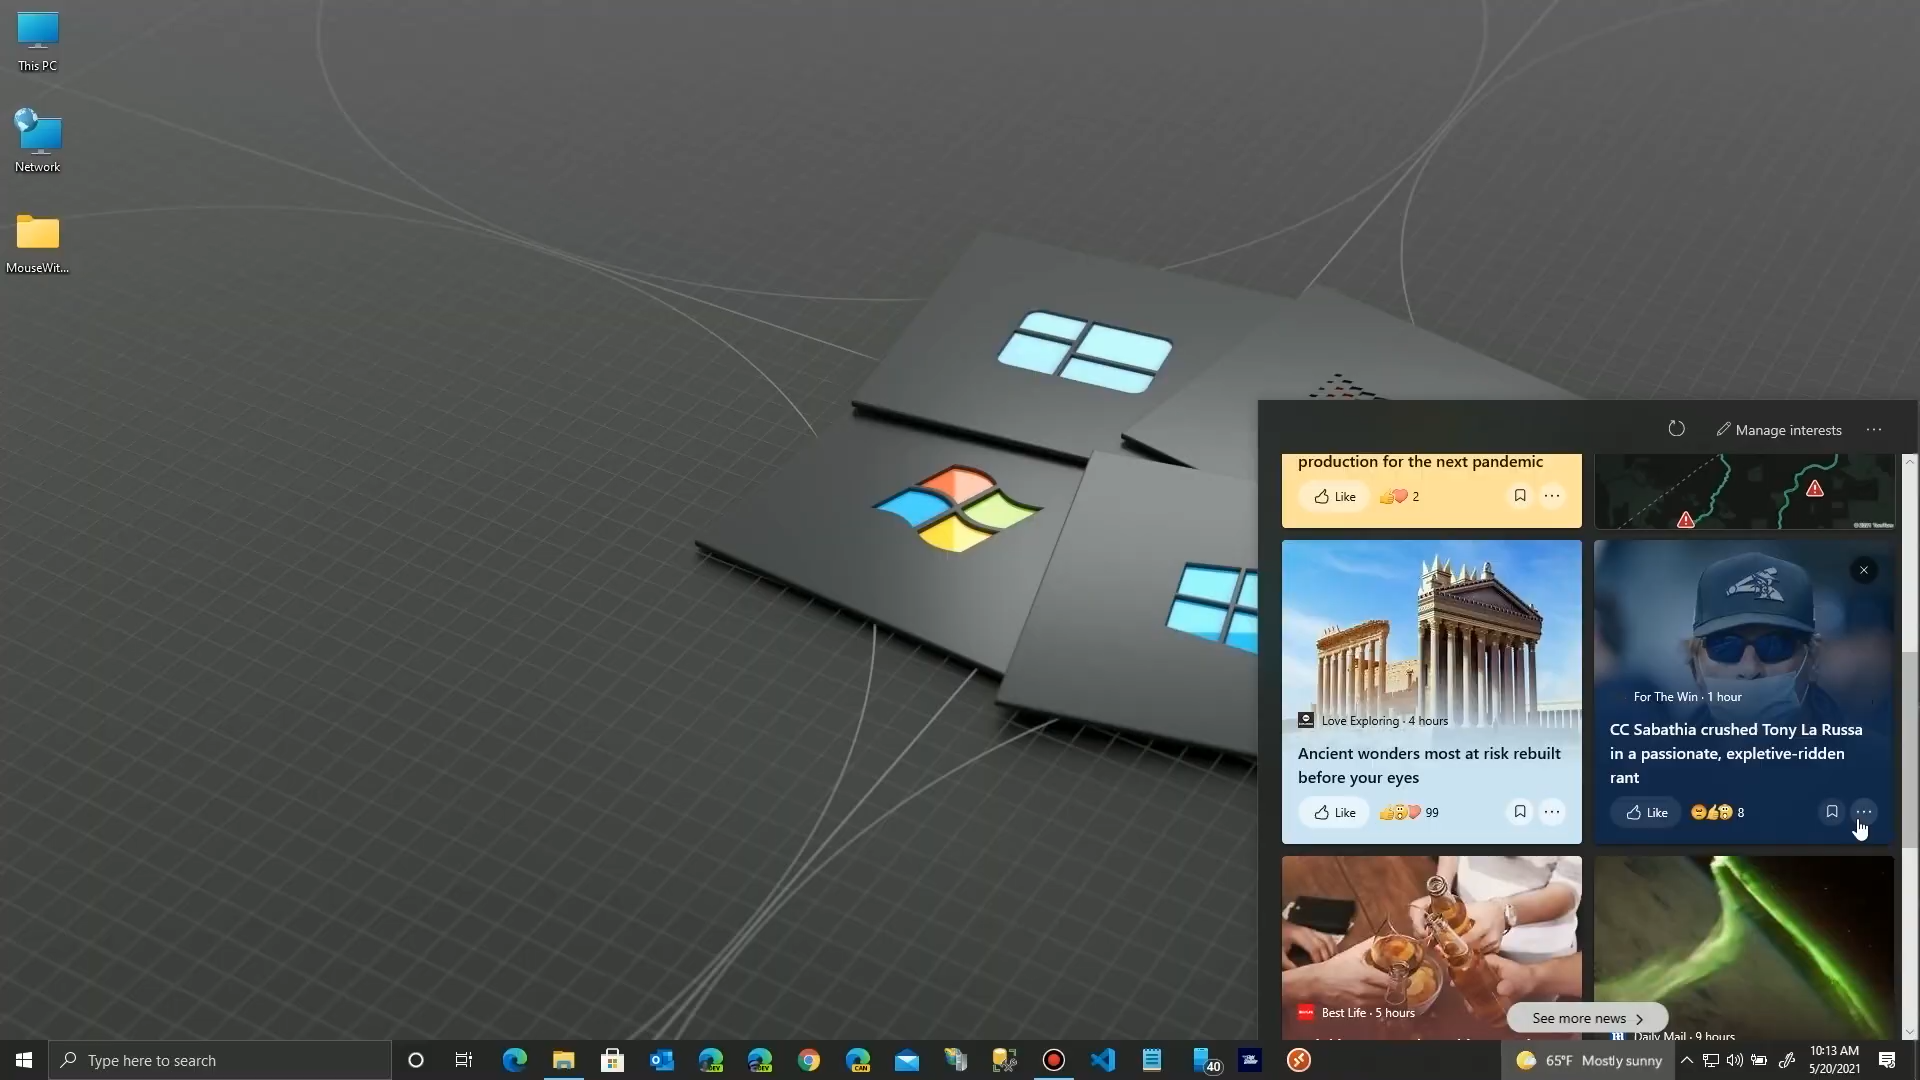 This PC
Network
MouseWit...
Manage interests
production for the next pandemic
Like
2
Love Exploring · 4 hours
Ancient wonders most at risk rebuilt
before your eyes
Like
99
For The Win · 1 hour
CC Sabathia crushed Tony La Russa
in a passionate, expletive-ridden
rant
Like
8
Best Life · 5 hours
Daily Mail · 9 hours
See more news
Type here to search
DEV
DEV
CAN
40
65°F Mostly sunny
10:13 AM
5/20/2021